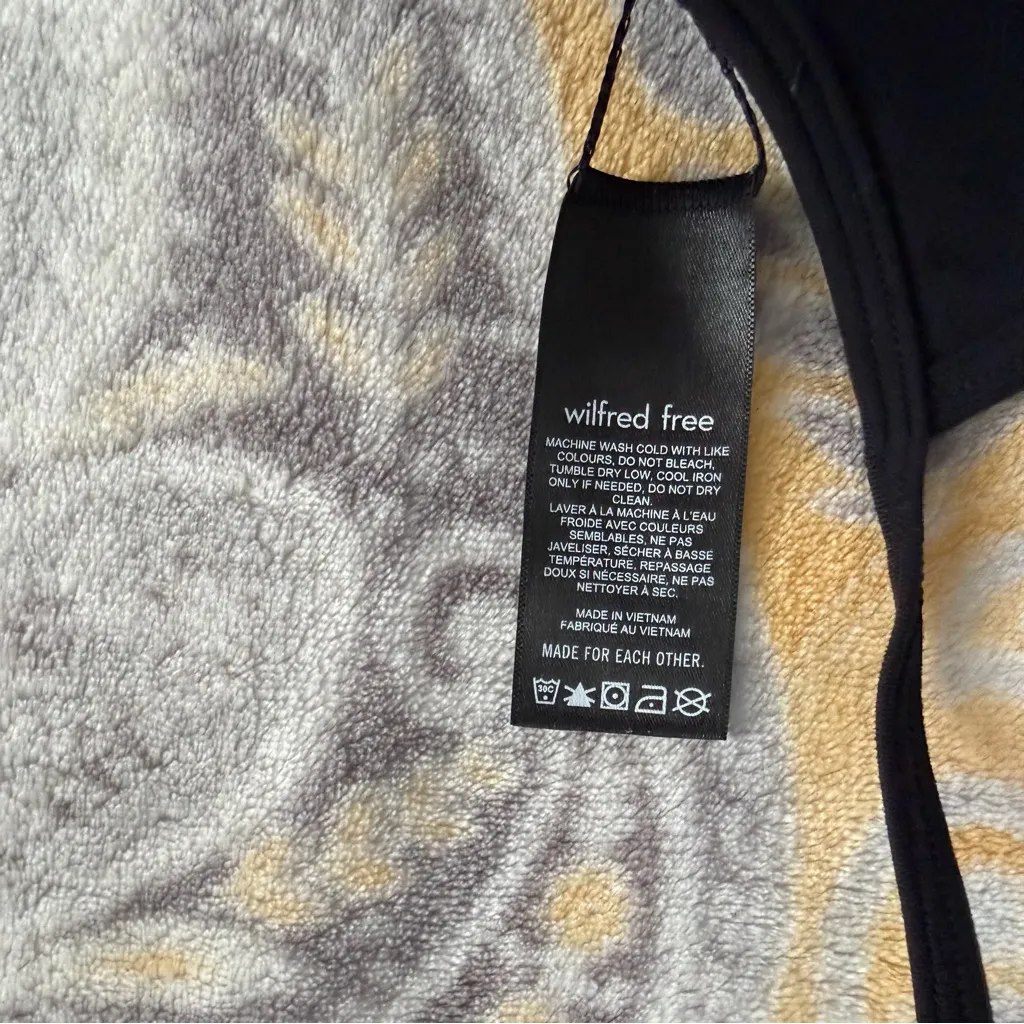 wilfred free
MACHINE WASH COLD WITH LIKE
COLOURS, DO NOT BLEACH,
TUMBLE DRY LOW, COOL IRON
ONLY IF NEEDED, DO NOT DRY
CLEAN.
LAVER À LA MACHINE À L'EAU
FROIDE AVEC COULEURS
SEMBLABLES, NE PAS
JAVELISER, SÉCHER À BASSE
TEMPÉRATURE, REPASSAGE
DOUX SI NÉCESSAIRE, NE PAS
NETTOYER À SEC.
MADE IN VIETNAM
FABRIQUÉ AU VIETNAM
MADE FOR EACH OTHER.
30C